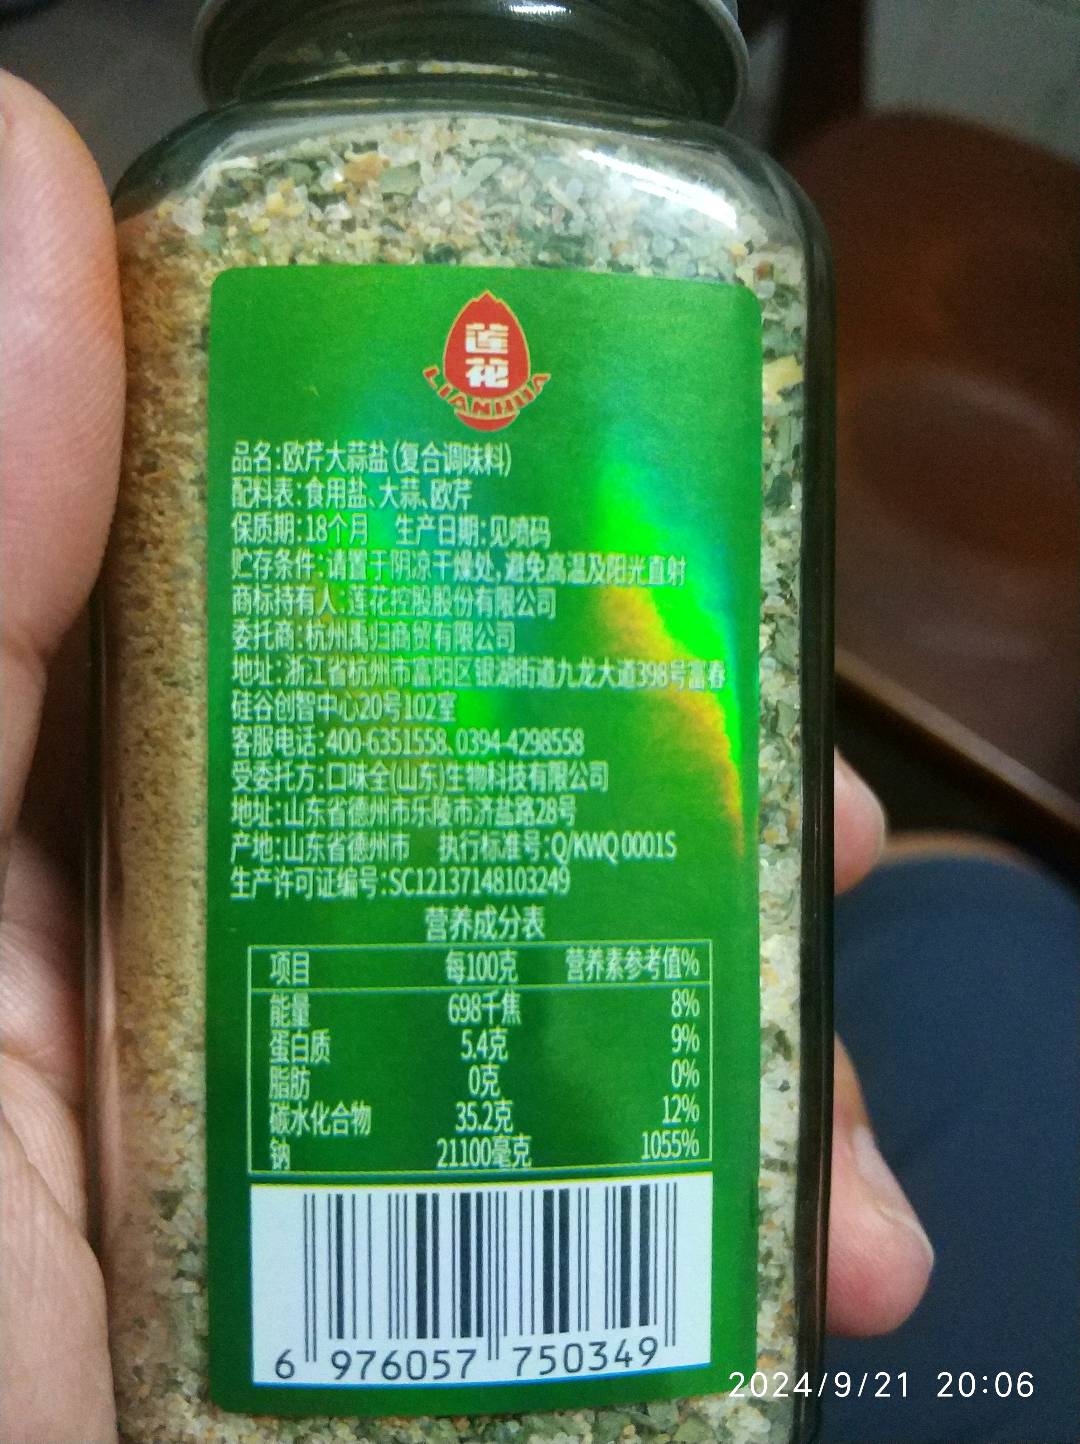 莲
花
LIANHUA
品名:欧芹大蒜盐(复合调味料)
配料表:食用盐、大蒜、欧芹
保质期:18个月 生产日期:见喷码
贮存条件:请置于阴凉干燥处,避免高温及阳光直射
商标持有人:莲花控股股份有限公司
委托商:杭州禹归商贸有限公司
地址:浙江省杭州市富阳区银湖街道九龙大道398号富春
硅谷创智中心20号102室
客服电话:400-6351558、0394-4298558
受委托方:口味全(山东)生物科技有限公司
地址:山东省德州市乐陵市济盐路28号
产地:山东省德州市 执行标准号:Q/KWQ 0001S
生产许可证编号:SC12137148103249
营养成分表
项目 每100克 营养素参考值%
能量 698千焦 8%
蛋白质 5.4克 9%
脂肪 0克 0%
碳水化合物 35.2克 12%
钠 21100毫克 1055%
6 976057 750349
2024/9/21 20:06